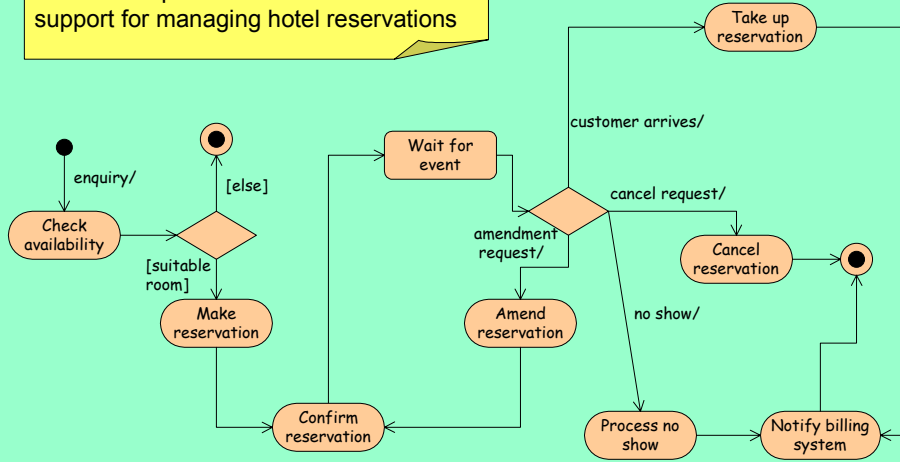 support for managing hotel reservations
Take up
reservation
customer arrives/
Wait for
event
enquiry/
[else]
cancel request/
Check
availability
amendment
request/
Cancel
reservation
[suitable
room]
Make
reservation
Amend
reservation
no show/
Confirm
reservation
Process no
show
Notify billing
system